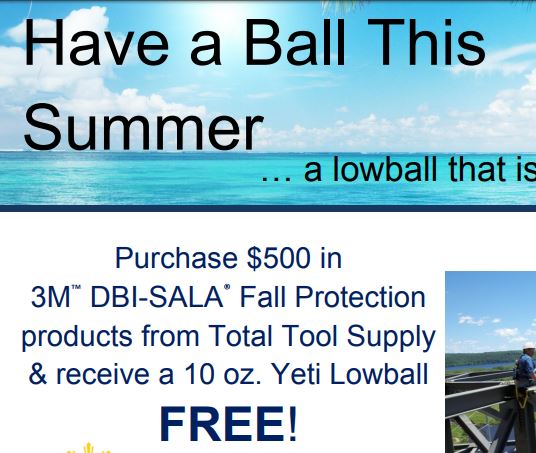 Have a Ball This
Summer
… a lowball that is
Purchase $500 in
3M™ DBI-SALA® Fall Protection
products from Total Tool Supply
& receive a 10 oz. Yeti Lowball
FREE!